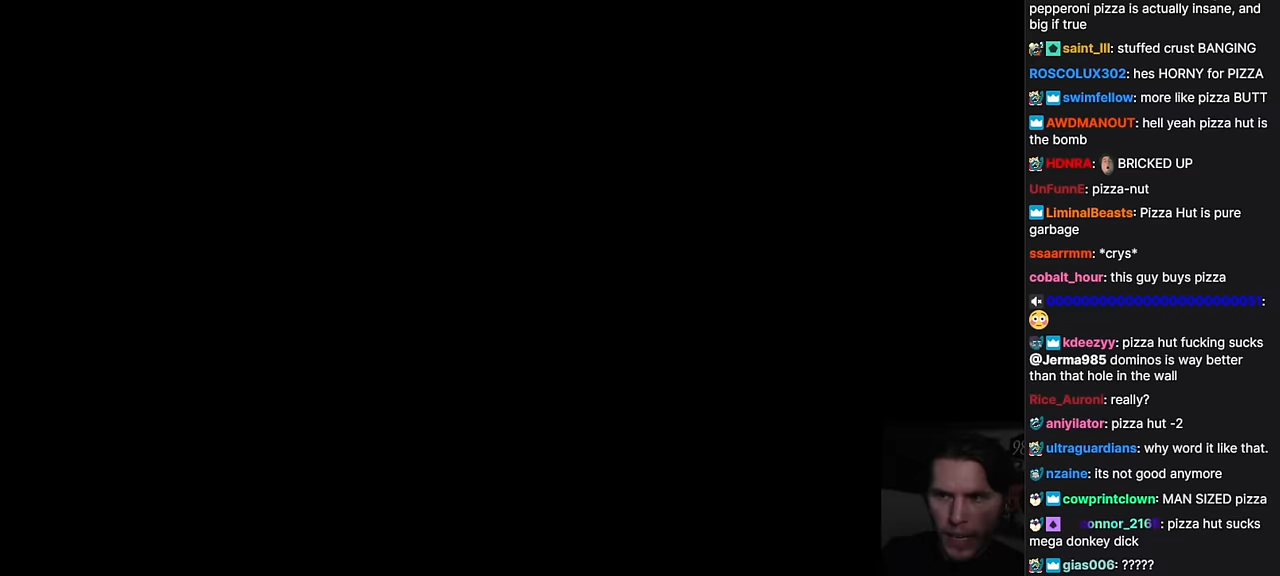 pepperoni pizza is actually insane, and
big if true
saint_lll: stuffed crust BANGING
ROSCOLUX302: hes HORNY for PIZZA
swimfellow: more like pizza BUTT
AWDMANOUT: hell yeah pizza hut is
the bomb
HDNRA: BRICKED UP
UnFunnE: pizza-nut
LiminalBeasts: Pizza Hut is pure
garbage
ssaarrmm: *crys*
cobalt_hour: this guy buys pizza
:
kdeezyy: pizza hut fucking sucks
@Jerma985 dominos is way better
than that hole in the wall
Rice_Auroni: really?
aniyilator: pizza hut -2
ultraguardians: why word it like that.
nzaine: its not good anymore
cowprintclown: MAN SIZED pizza
onnor_216 : pizza hut sucks
mega donkey dick
gias006: ?????